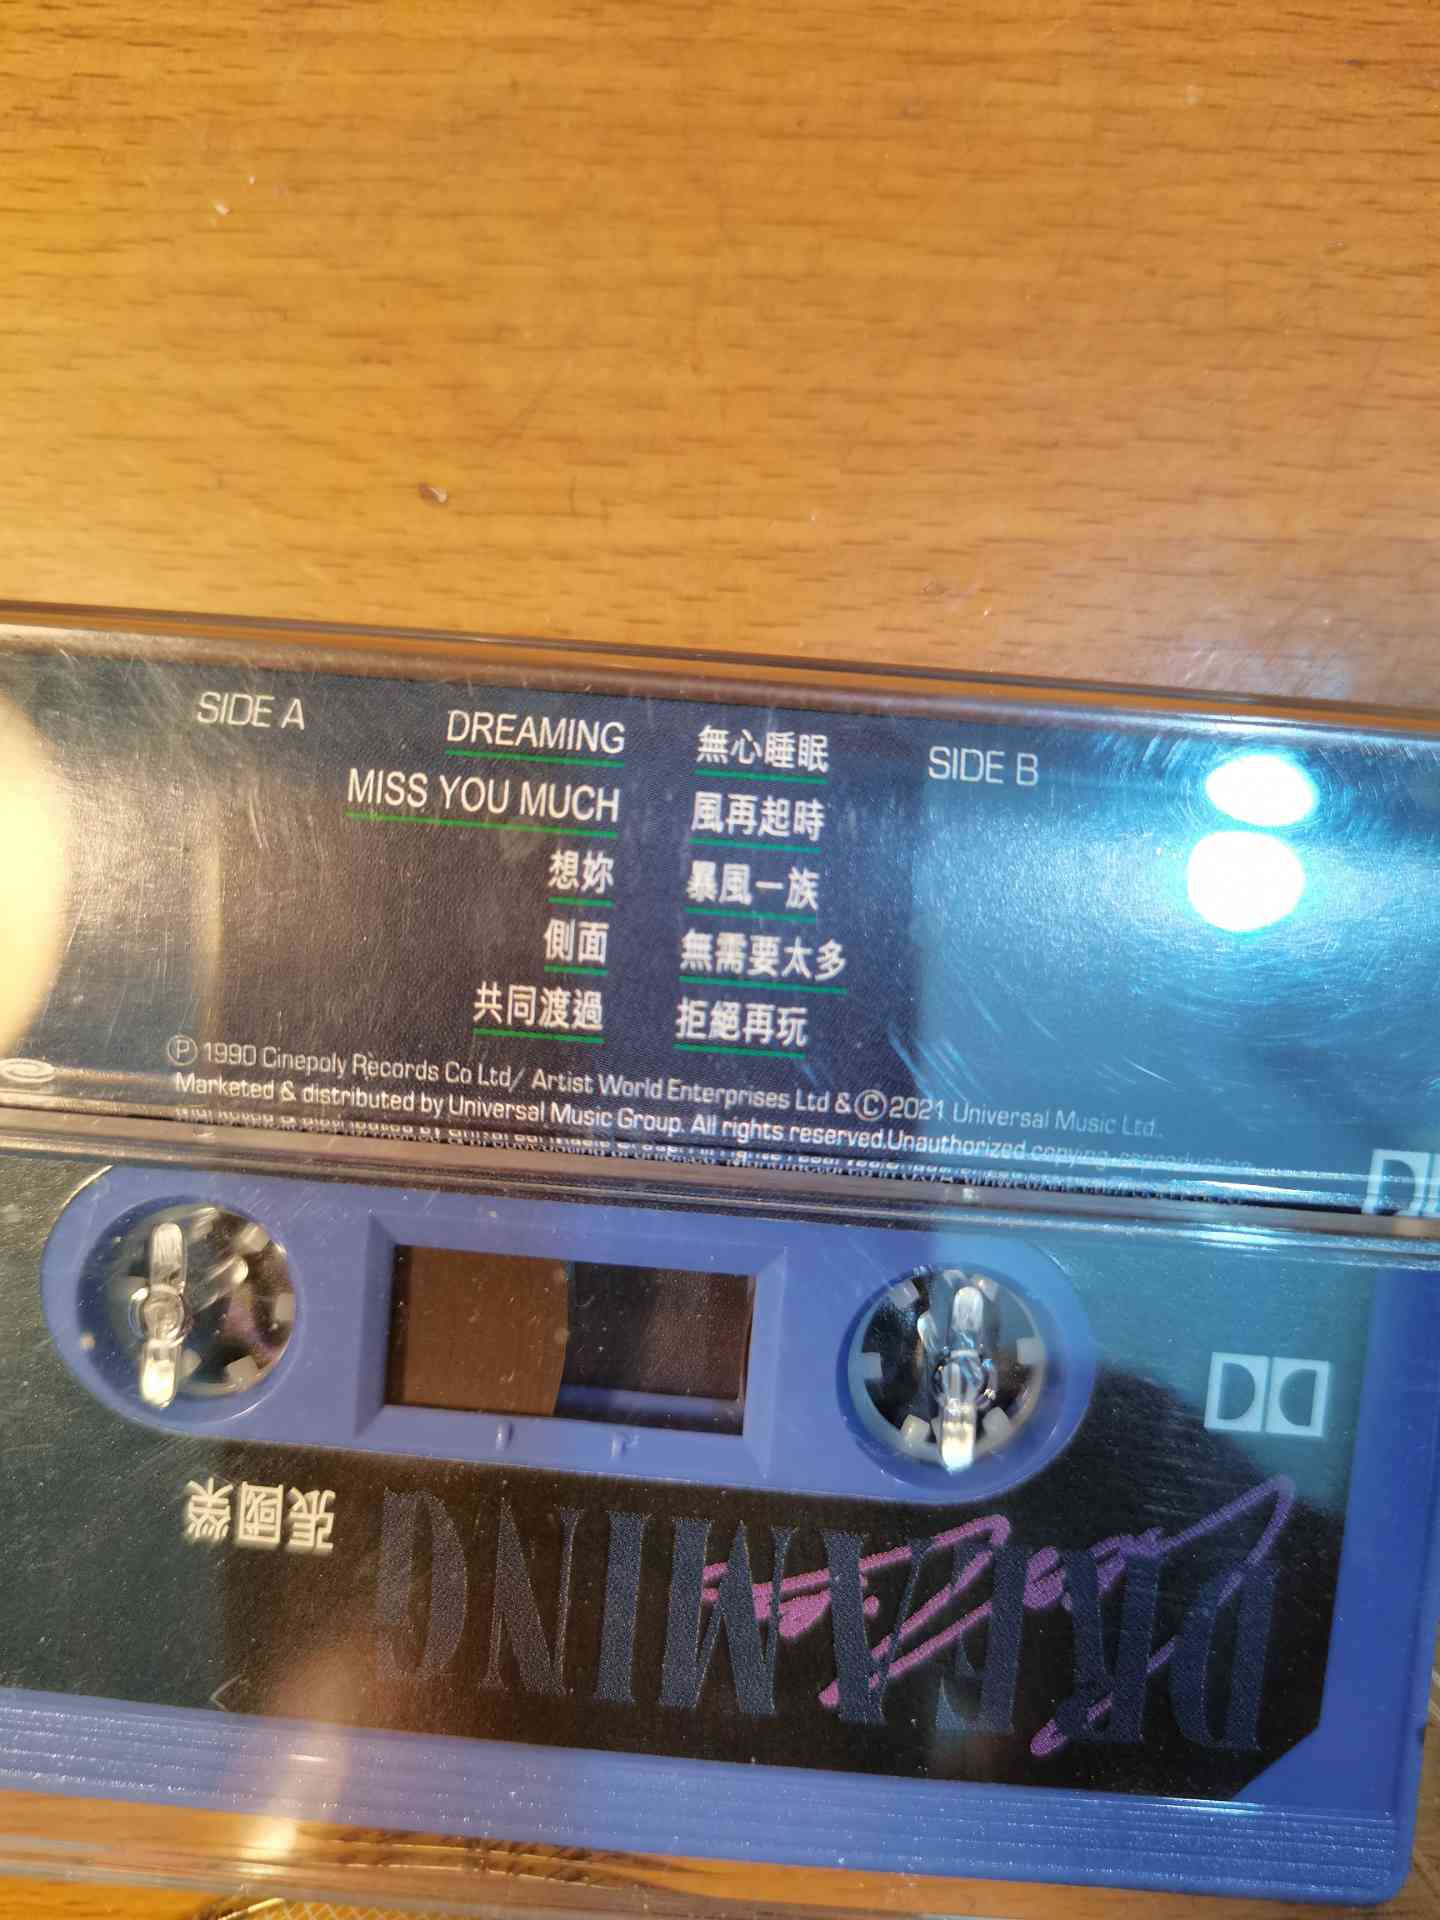 SIDE A
DREAMING
MISS YOU MUCH
想妳
側面
共同渡過
無心睡眠
風再起時
暴風一族
無需要太多
拒絕再玩
SIDE B
Ⓟ 1990 Cinepoly Records Co Ltd/ Artist World Enterprises Ltd & Ⓒ 2021 Universal Music Ltd.
Marketed & distributed by Universal Music Group. All rights reserved.Unauthorized copying, reproduction
張國榮
DREAMING